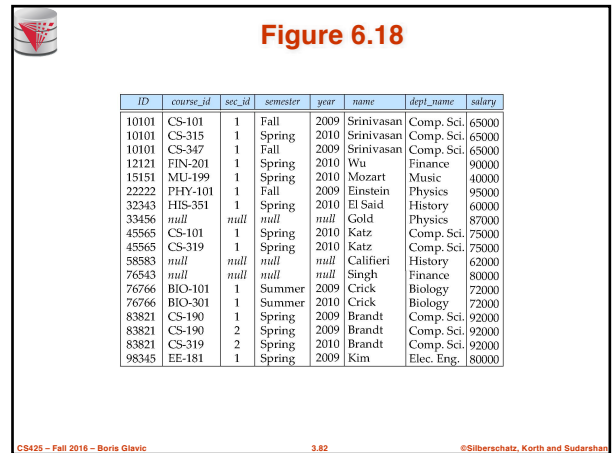 Figure 6.18
ID course_id sec_id semester year name dept_name salary
10101 CS-101 1 Fall 2009 Srinivasan Comp. Sci. 65000
10101 CS-315 1 Spring 2010 Srinivasan Comp. Sci. 65000
10101 CS-347 1 Fall 2009 Srinivasan Comp. Sci. 65000
12121 FIN-201 1 Spring 2010 Wu Finance 90000
15151 MU-199 1 Spring 2010 Mozart Music 40000
22222 PHY-101 1 Fall 2009 Einstein Physics 95000
32343 HIS-351 1 Spring 2010 El Said History 60000
33456 null null null null Gold Physics 87000
45565 CS-101 1 Spring 2010 Katz Comp. Sci. 75000
45565 CS-319 1 Spring 2010 Katz Comp. Sci. 75000
58583 null null null null Califieri History 62000
76543 null null null null Singh Finance 80000
76766 BIO-101 1 Summer 2009 Crick Biology 72000
76766 BIO-301 1 Summer 2010 Crick Biology 72000
83821 CS-190 1 Spring 2009 Brandt Comp. Sci. 92000
83821 CS-190 2 Spring 2009 Brandt Comp. Sci. 92000
83821 CS-319 2 Spring 2010 Brandt Comp. Sci. 92000
98345 EE-181 1 Spring 2009 Kim Elec. Eng. 80000
CS425 – Fall 2016 – Boris Glavic 3.82 ©Silberschatz, Korth and Sudarshan